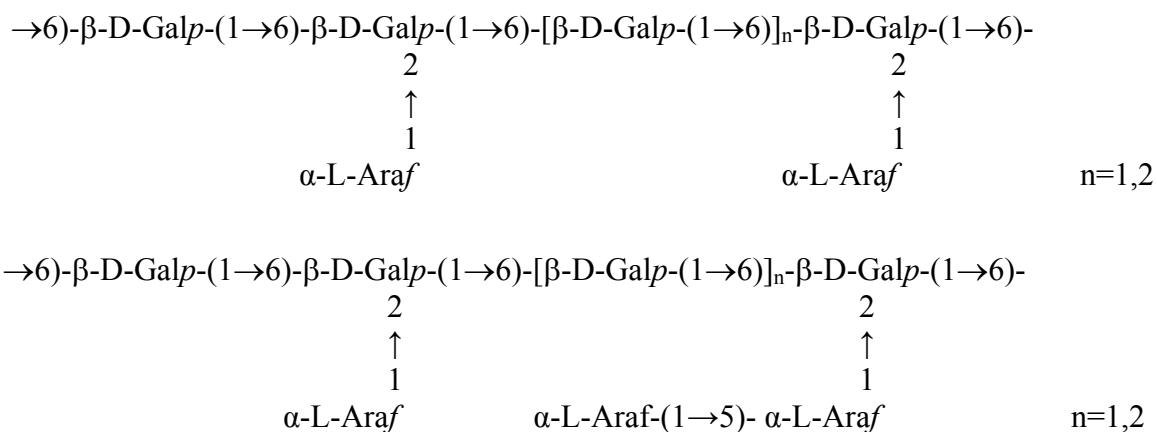 →6)-β-D-Galp-(1→6)-β-D-Galp-(1→6)-[β-D-Galp-(1→6)]n-β-D-Galp-(1→6)-
2 2
↑ ↑
1 1
α-L-Araf α-L-Araf n=1,2
→6)-β-D-Galp-(1→6)-β-D-Galp-(1→6)-[β-D-Galp-(1→6)]n-β-D-Galp-(1→6)-
2 2
↑ ↑
1 1
α-L-Araf α-L-Araf-(1→5)- α-L-Araf n=1,2